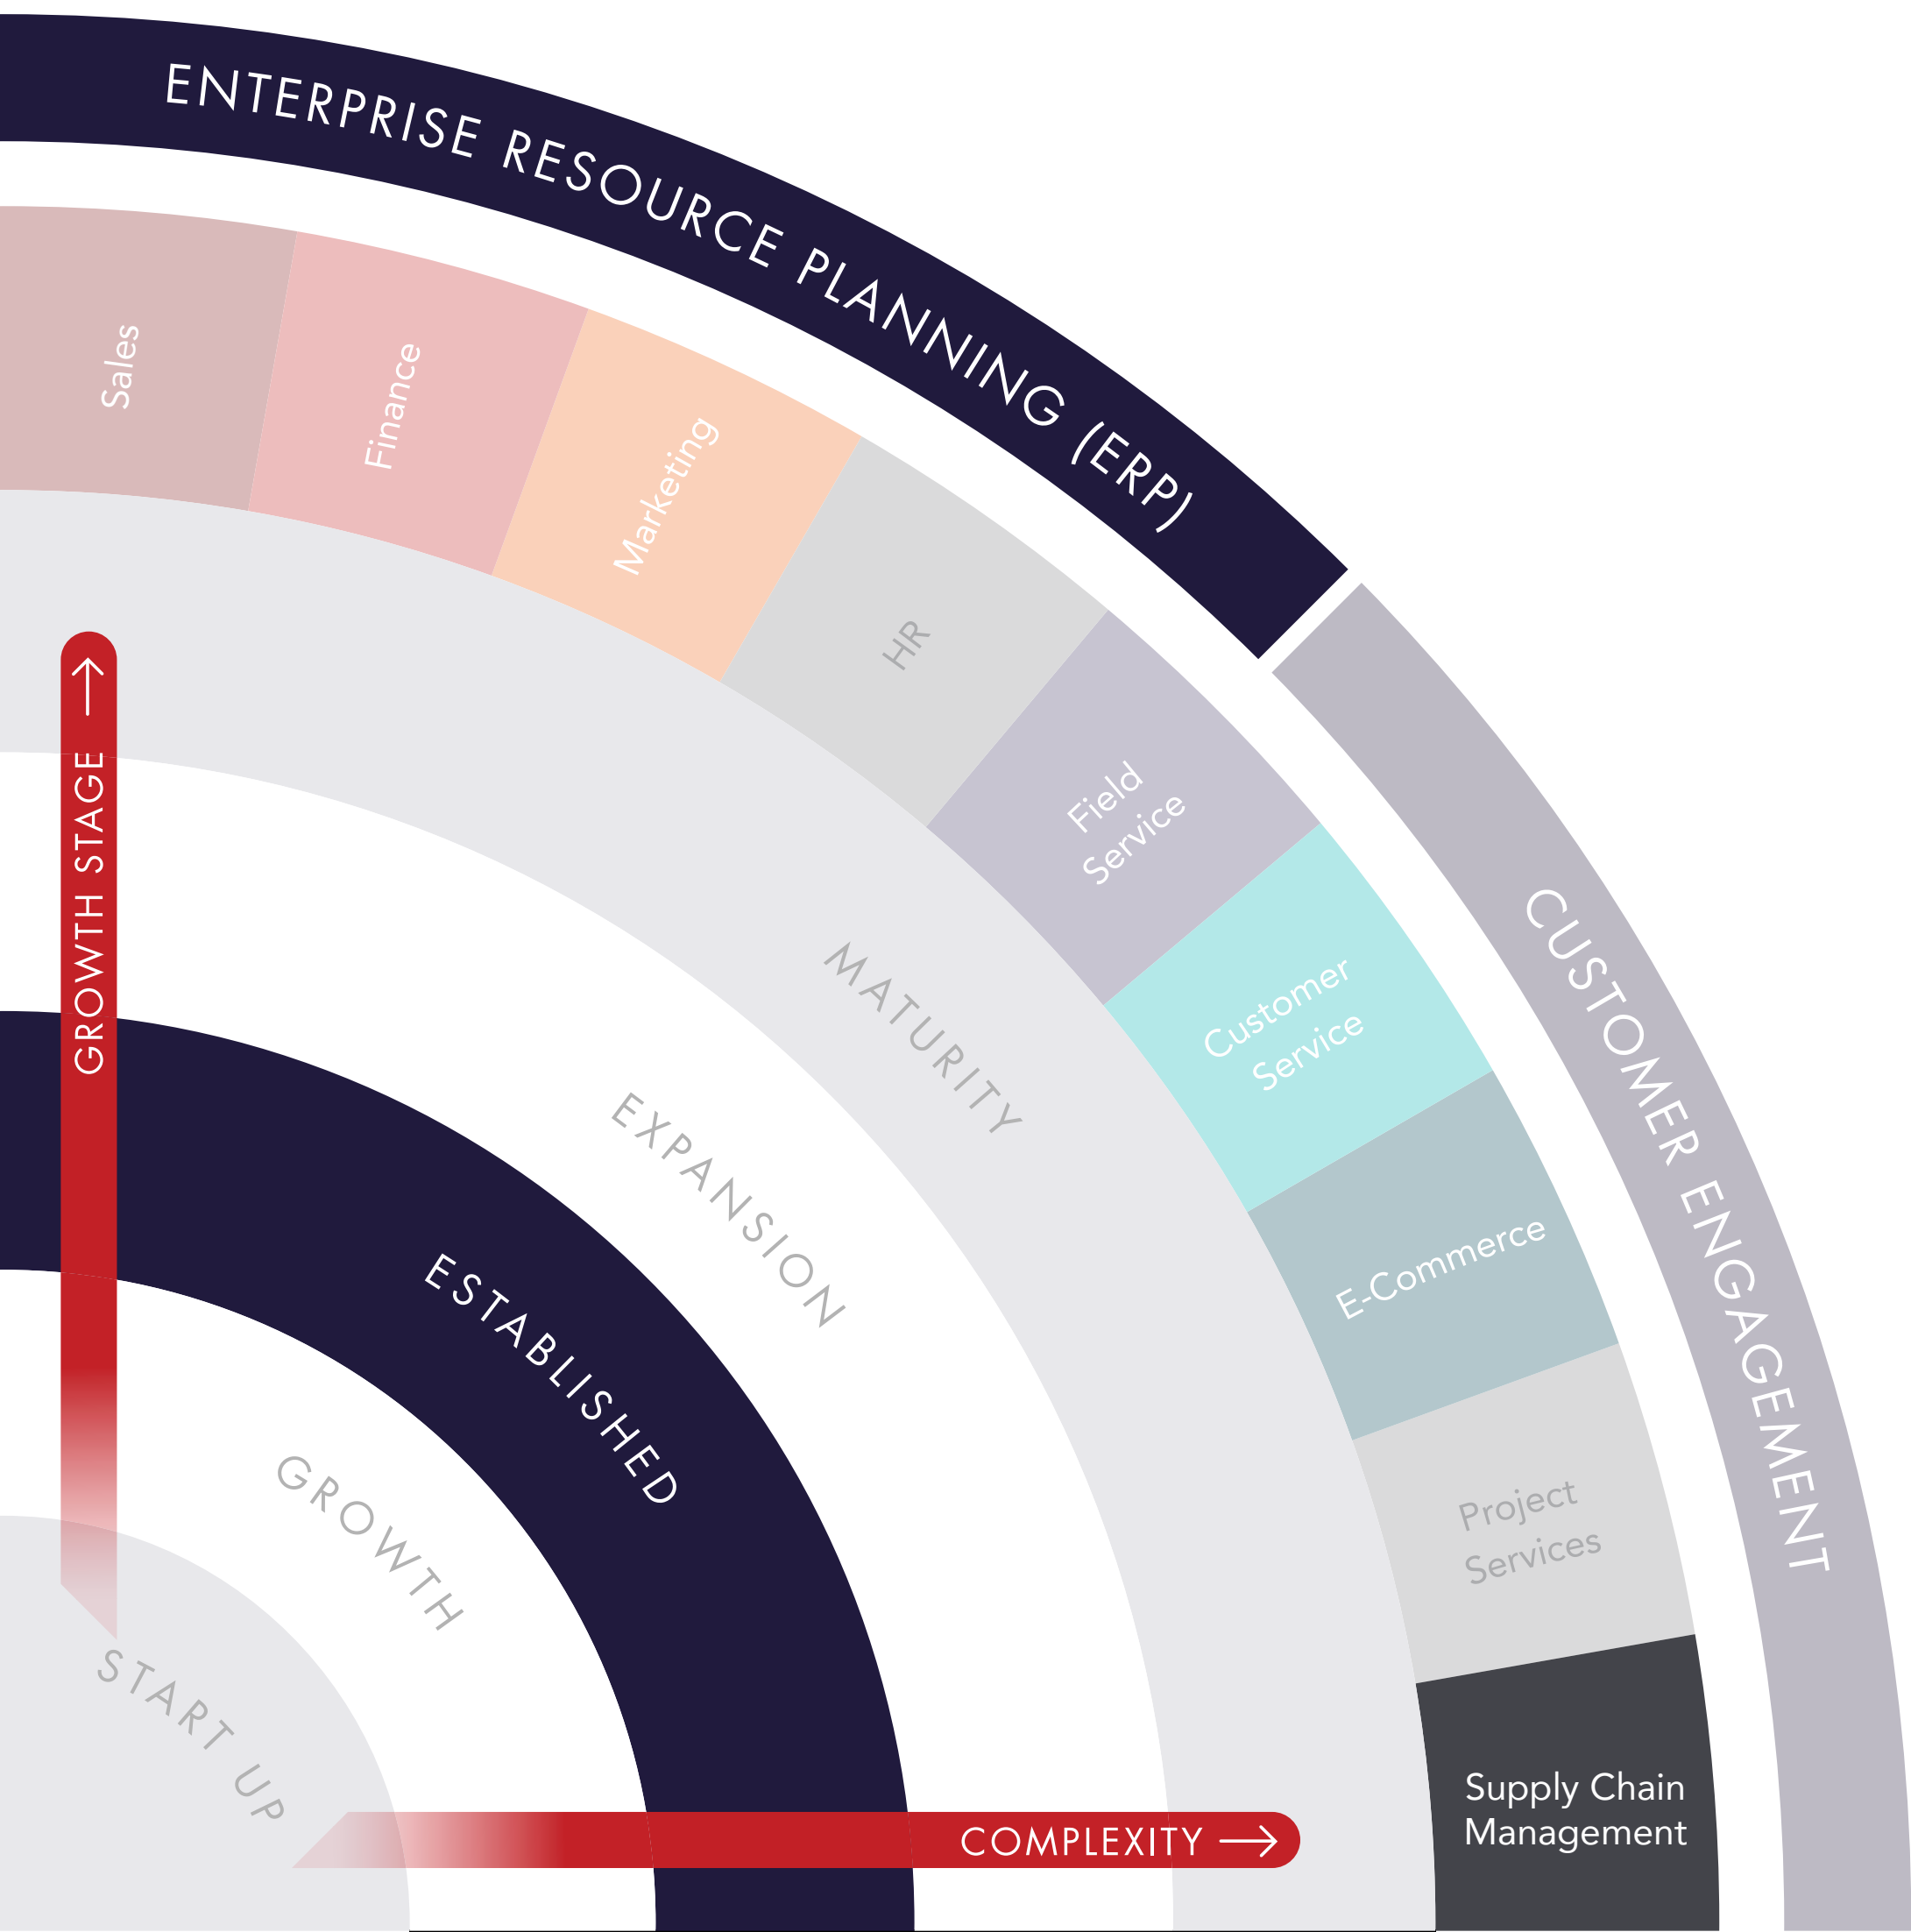 ENTERPRISE RESOURCE PLANNING (ERP)
CUSTOMER ENGAGEMENT
Sales
Finance
Marketing
HR
Field
Service
Customer
Service
E-Commerce
Project
Services
Supply Chain
Management
MATURITY
EXPANSION
ESTABLISHED
GROWTH
START UP
GROWTH STAGE
COMPLEXITY